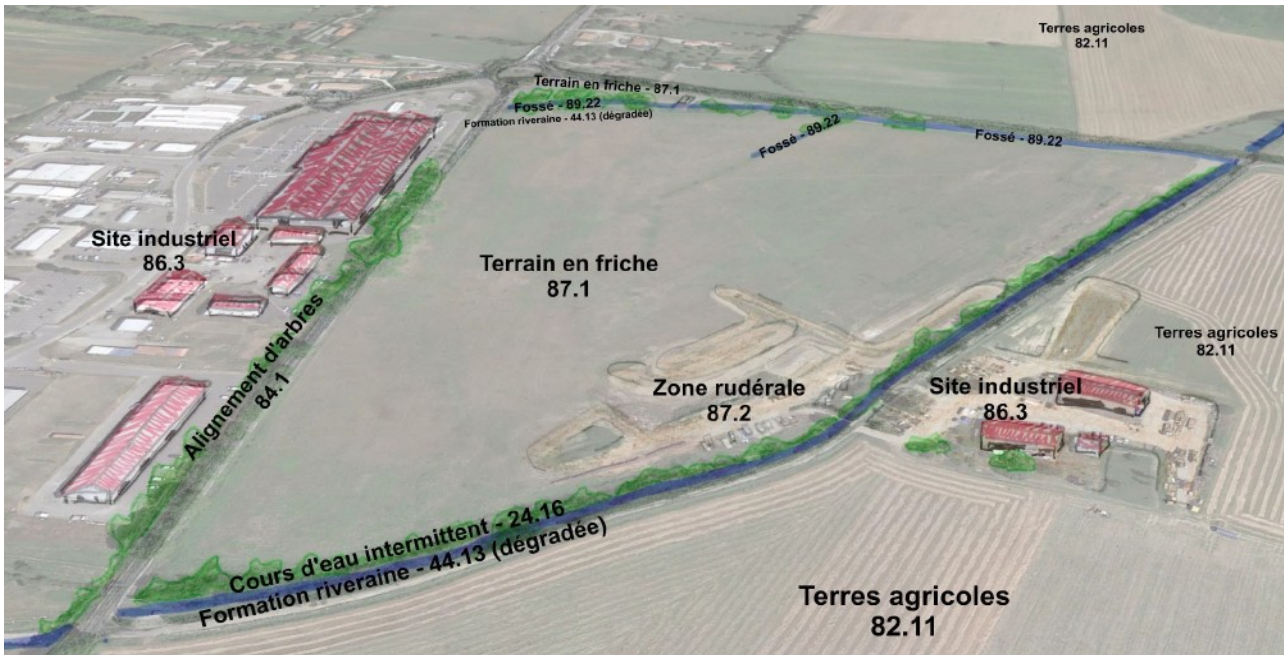 Terres agricoles
82.11
Terrain en friche - 87.1
Fossé - 89.22
Formation riveraine - 44.13 (dégradée)
Fossé - 89.22
Fossé - 89.22
Site industriel
86.3
Terrain en friche
87.1
Alignement d'arbres
84.1
Terres agricoles
82.11
Zone rudérale
87.2
Site industriel
86.3
Cours d'eau intermittent - 24.16
Formation riveraine - 44.13 (dégradée)
Terres agricoles
82.11